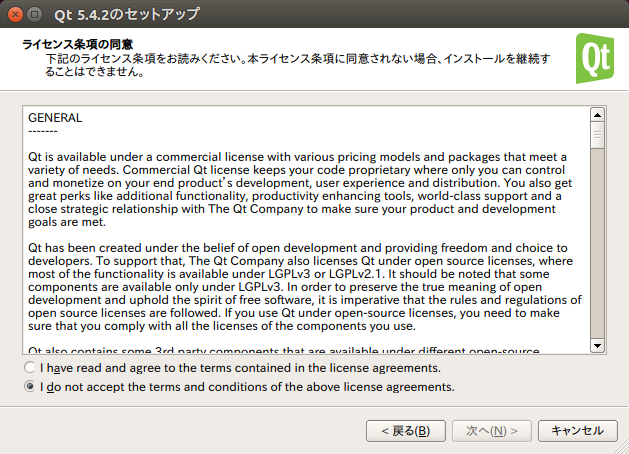 Qt 5.4.2のセットアップ
ライセンス条項の同意
下記のライセンス条項をお読みください。本ライセンス条項に同意されない場合、インストールを継続す
ることはできません。
Qt
GENERAL
-------
Qt is available under a commercial license with various pricing models and packages that meet a
variety of needs. Commercial Qt license keeps your code proprietary where only you can control
and monetize on your end product's development, user experience and distribution. You also get
great perks like additional functionality, productivity enhancing tools, world-class support and a
close strategic relationship with The Qt Company to make sure your product and development
goals are met.
Qt has been created under the belief of open development and providing freedom and choice to
developers. To support that, The Qt Company also licenses Qt under open source licenses, where
most of the functionality is available under LGPLv3 or LGPLv2.1. It should be noted that some
components are available only under LGPLv3. In order to preserve the true meaning of open
development and uphold the spirit of free software, it is imperative that the rules and regulations of
open source licenses are followed. If you use Qt under open-source licenses, you need to make
sure that you comply with all the licenses of the components you use.
Qt also contains some 3rd party components that are available under different open-source
I have read and agree to the terms contained in the license agreements.
I do not accept the terms and conditions of the above license agreements.
< 戻る(B)
次へ(N) >
キャンセル